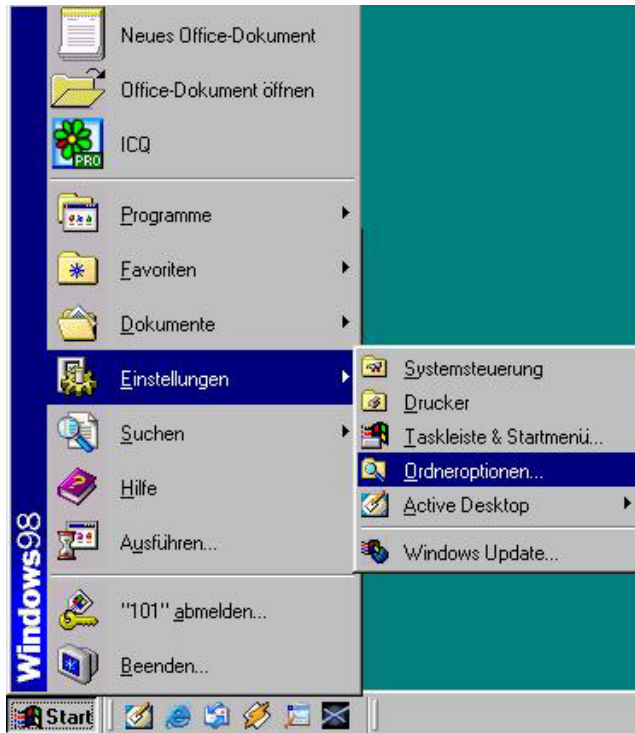 Neues Office-Dokument
Office-Dokument öffnen
PRO
ICQ
Programme
Favoriten
Dokumente
Einstellungen
Suchen
Hilfe
Ausführen...
"101" abmelden...
Beenden...
Windows98
Systemsteuerung
Drucker
Taskleiste & Startmenü...
Ordneroptionen...
Active Desktop
Windows Update...
Start